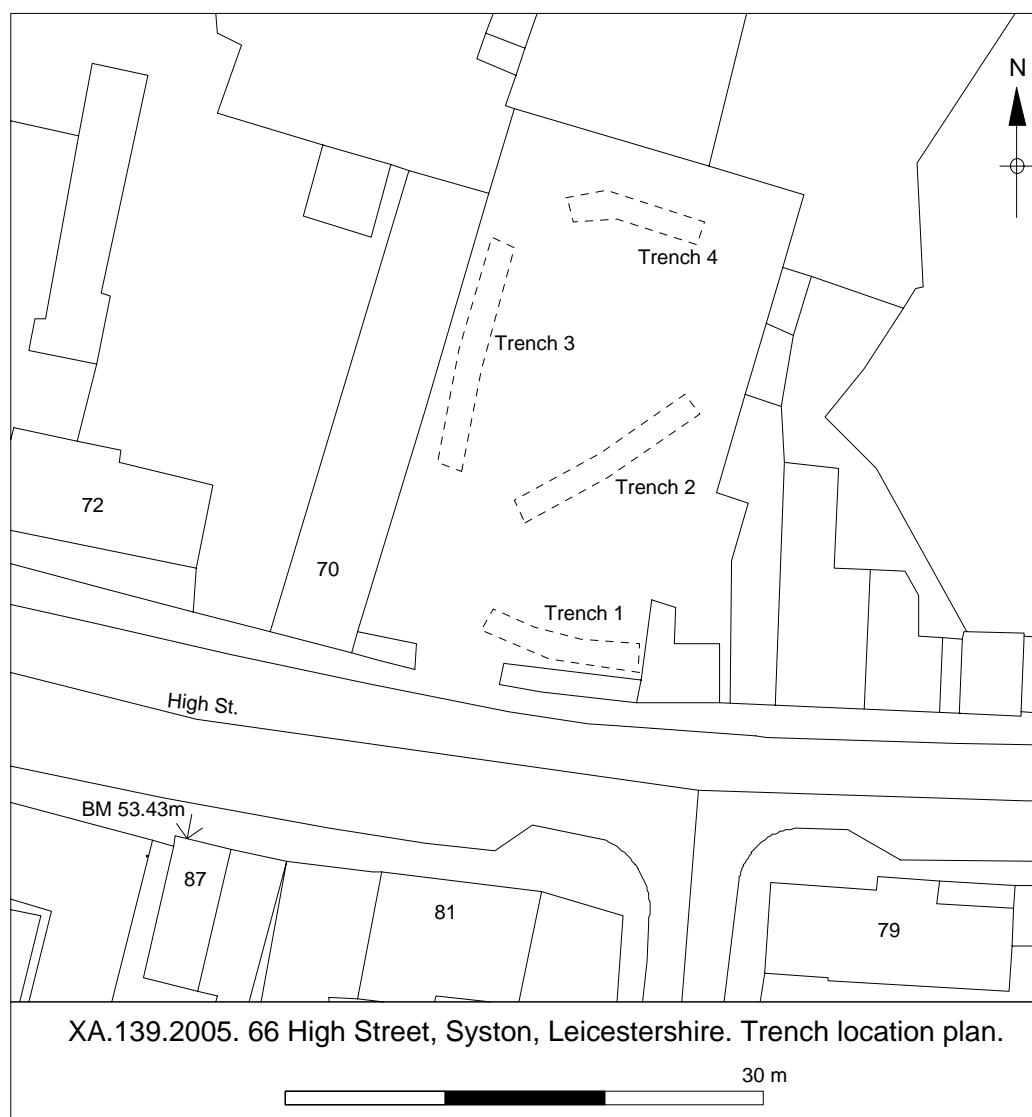 N
Trench 4
Trench 3
Trench 2
72
70
Trench 1
High St.
BM 53.43m
87
81
79
XA.139.2005. 66 High Street, Syston, Leicestershire. Trench location plan.
30 m